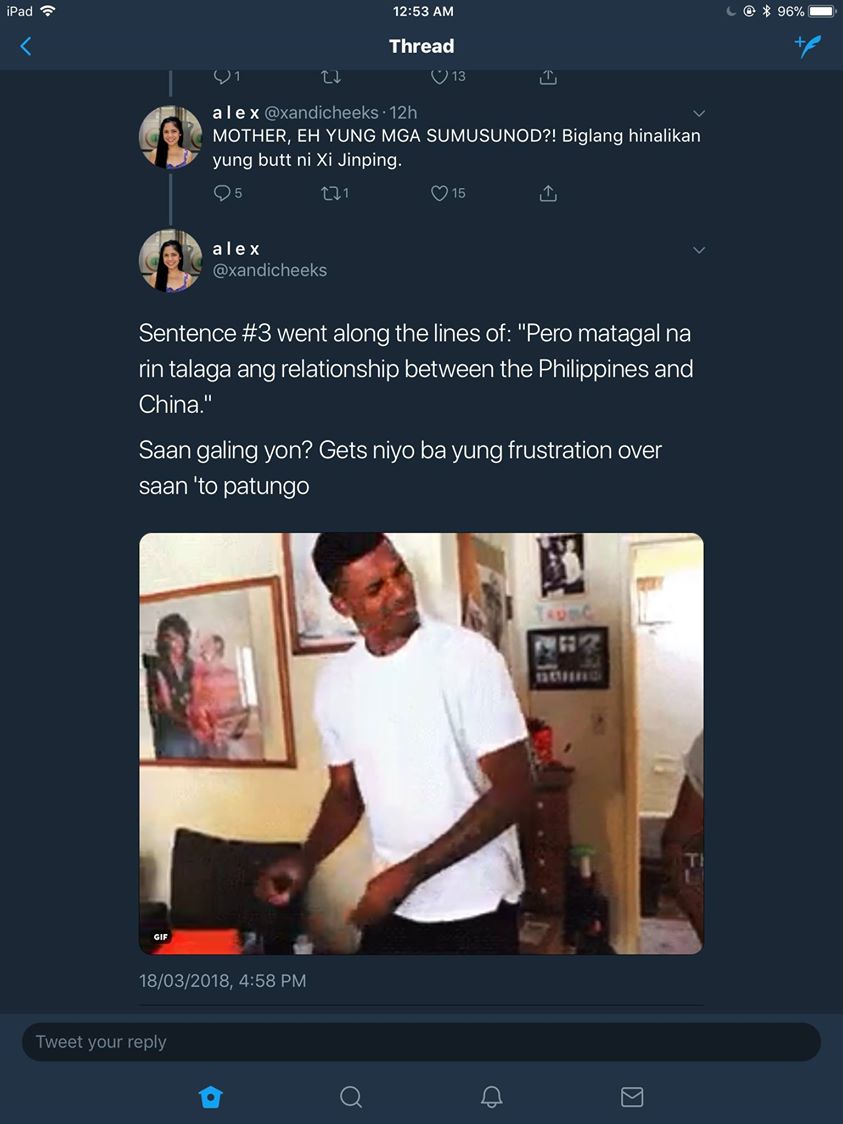 iPad
12:53 AM
96%
Thread
1
13
alex @xandicheeks · 12h
MOTHER, EH YUNG MGA SUMUSUNOD?! Biglang hinalikan
yung butt ni Xi Jinping.
5
1
15
alex
@xandicheeks
Sentence #3 went along the lines of: "Pero matagal na
rin talaga ang relationship between the Philippines and
China."
Saan galing yon? Gets niyo ba yung frustration over
saan 'to patungo
GIF
18/03/2018, 4:58 PM
Tweet your reply